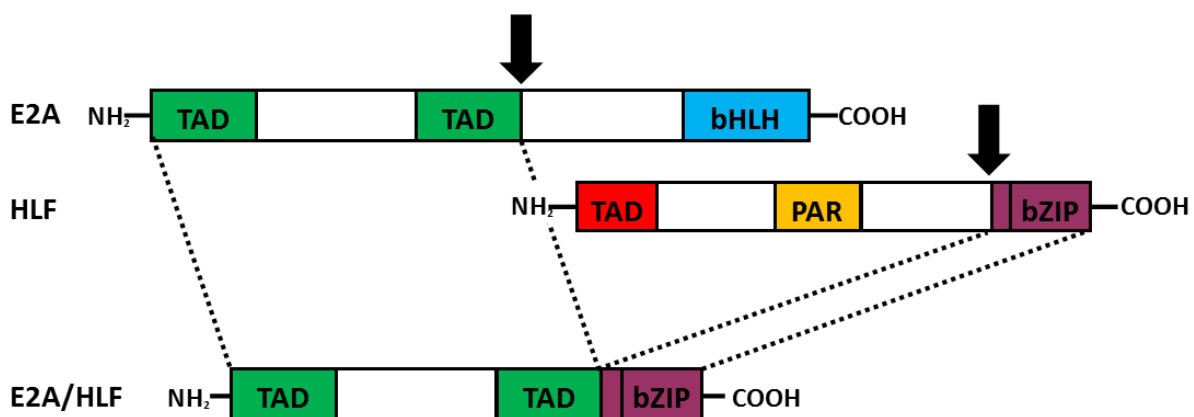 E2A NH₂ TAD TAD bHLH COOH
HLF NH₂ TAD PAR bZIP COOH
E2A/HLF NH₂ TAD TAD bZIP COOH